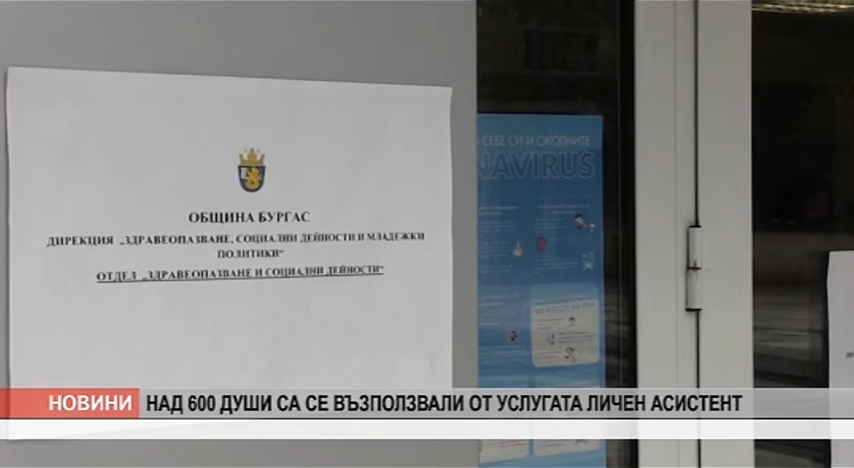 ОБЩИНА БУРГАС
ДИРЕКЦИЯ „ЗДРАВЕОПАЗВАНЕ, СОЦИАЛНИ ДЕЙНОСТИ И МЛАДЕЖКИ
ПОЛИТИКИ“
ОТДЕЛ „ЗДРАВЕОПАЗВАНЕ И СОЦИАЛНИ ДЕЙНОСТИ“
СЕБЕ СИ И ОКОЛНИТЕ
NAVIRUS
НОВИНИ
НАД 600 ДУШИ СА СЕ ВЪЗПОЛЗВАЛИ ОТ УСЛУГАТА ЛИЧЕН АСИСТЕНТ